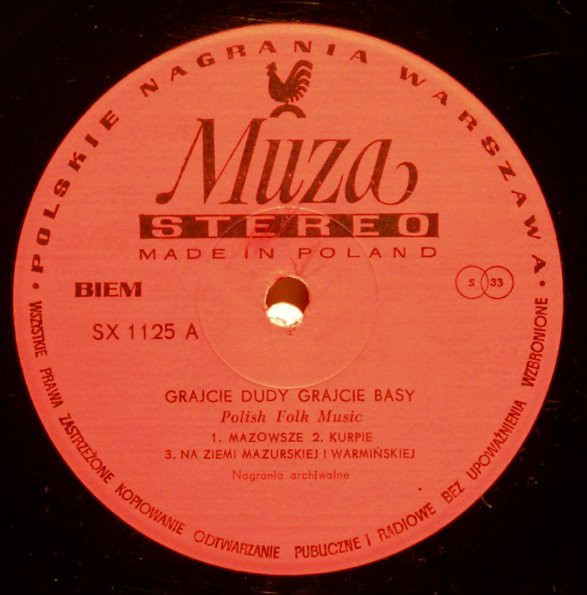 • POLSKIE NAGRANIA WARSZAWA •
Muza
STEREO
MADE IN POLAND
BIEM
S 33
SX 1125 A
GRAJCIE DUDY GRAJCIE BASY
Polish Folk Music
1. MAZOWSZE 2. KURPIE
3. NA ZIEMI MAZURSKIEJ I WARMIŃSKIEJ
Nagrania archiwalne
WSZYSTKIE PRAWA ZASTRZEŻONE KOPIOWANIE ODTWARZANIE PUBLICZNE I RADIOWE BEZ UPOWAŻNIENIA WZBRONIONE